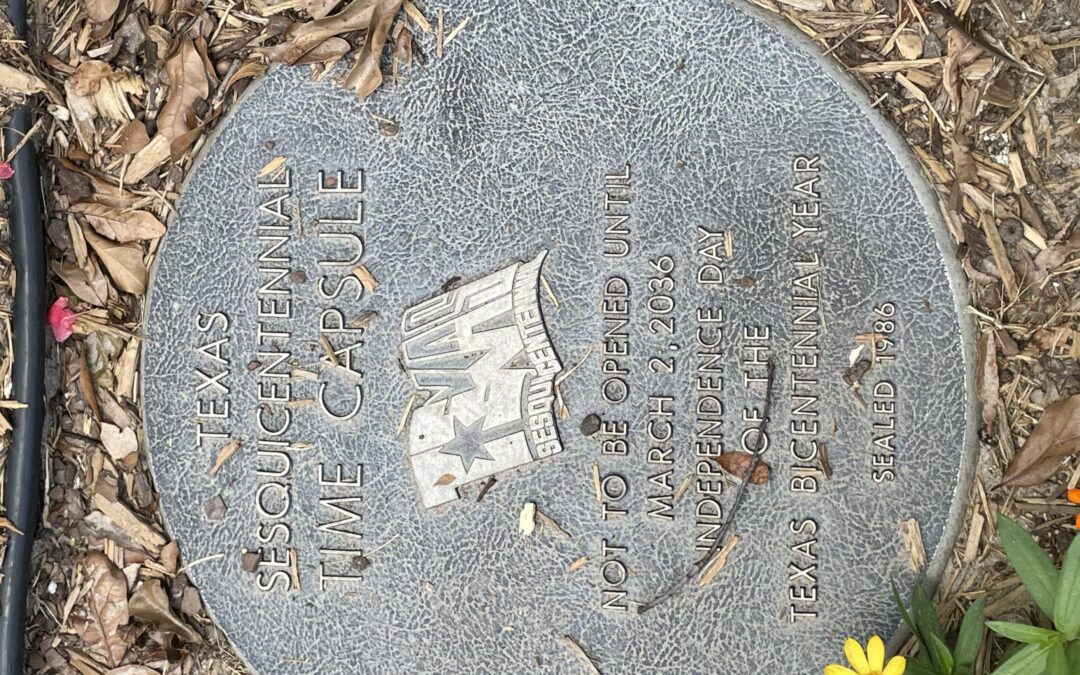 TEXAS
SESQUICENTENNIAL
TIME CAPSULE
SESQUICENTENNIAL
NOT TO BE OPENED UNTIL
MARCH 2, 2036
INDEPENDENCE DAY
OF THE
TEXAS BICENTENNIAL YEAR
SEALED 1986